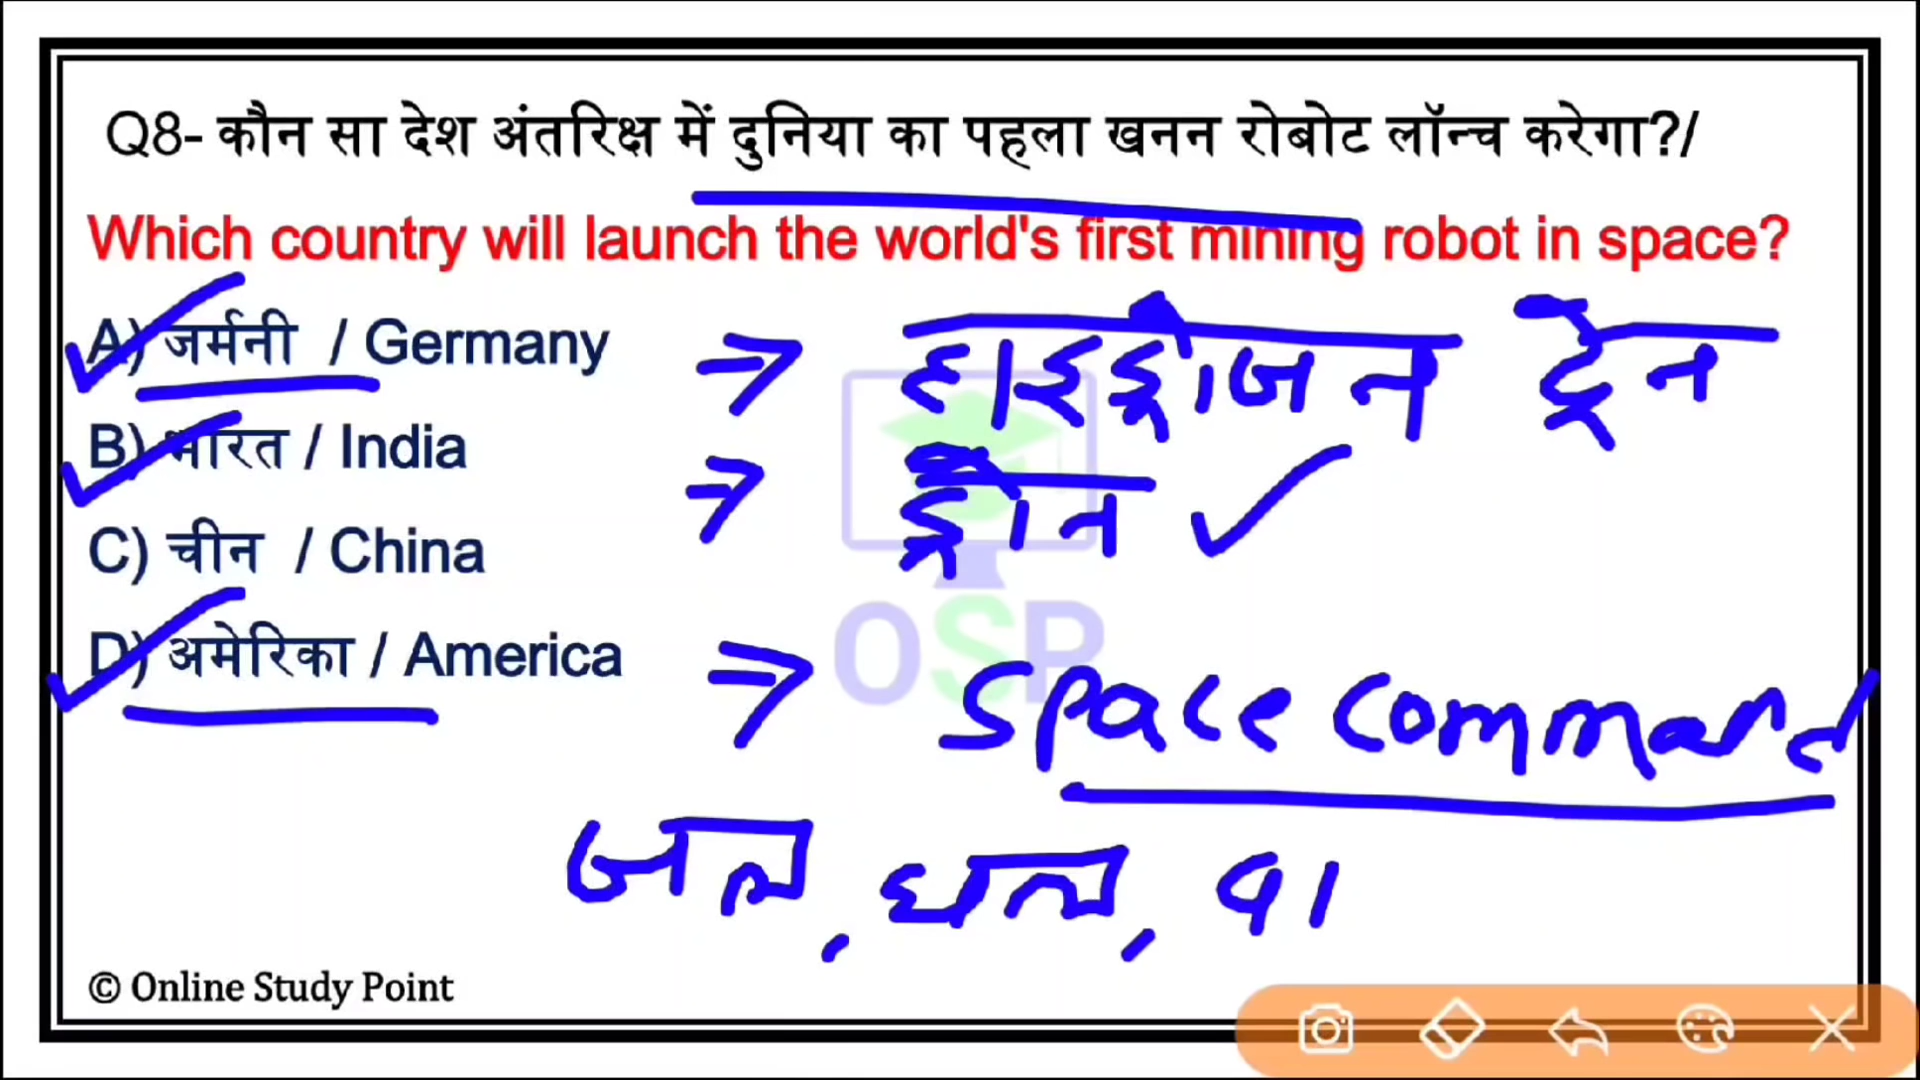 Q8- कौन सा देश अंतरिक्ष में दुनिया का पहला खनन रोबोट लॉन्च करेगा?/
Which country will launch the world's first mining robot in space?
A) जर्मनी / Germany
हाइड्रोजन ट्रेन
B) भारत / India
ड्रोन
C) चीन / China
OSP
D) अमेरिका / America
Space Command
जल, थल, वा
© Online Study Point